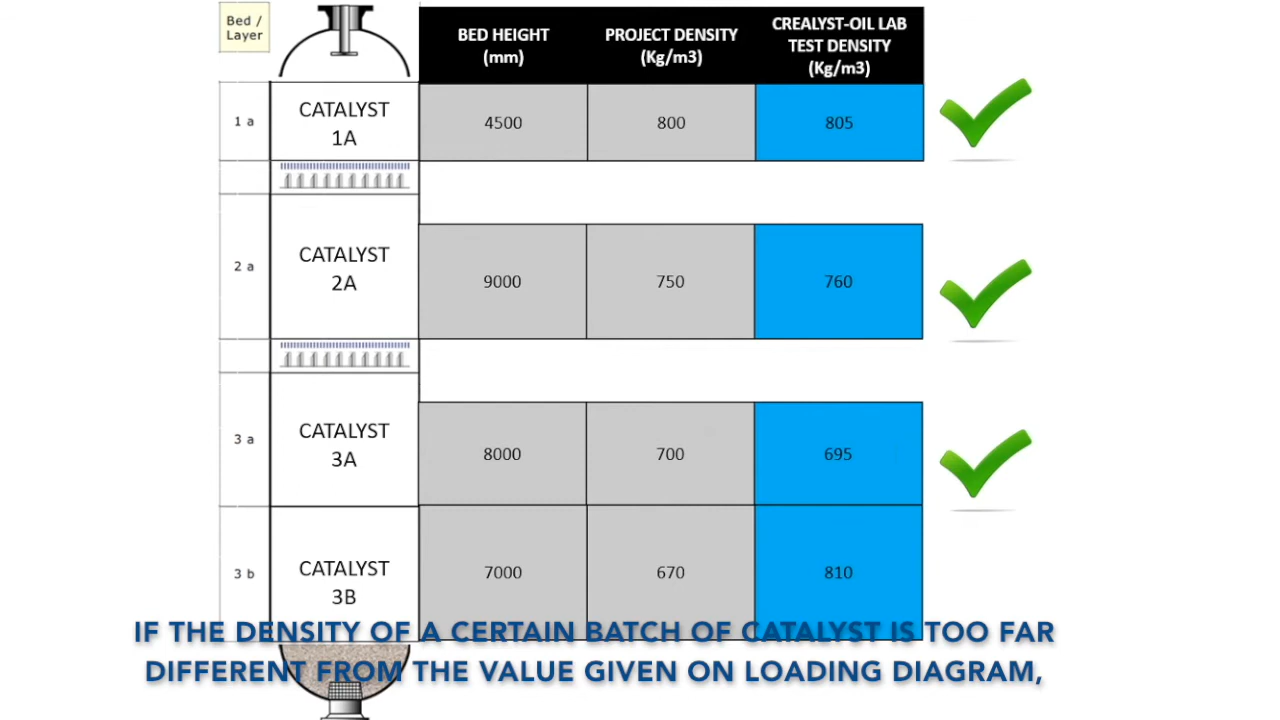 Bed /
Layer
BED HEIGHT
(mm)
PROJECT DENSITY
(Kg/m3)
CREALYST-OIL LAB
TEST DENSITY
(Kg/m3)
1 a
CATALYST
1A
4500
800
805
2 a
CATALYST
2A
9000
750
760
3 a
CATALYST
3A
8000
700
695
3 b
CATALYST
3B
7000
670
810
IF THE DENSITY OF A CERTAIN BATCH OF CATALYST IS TOO FAR
DIFFERENT FROM THE VALUE GIVEN ON LOADING DIAGRAM,